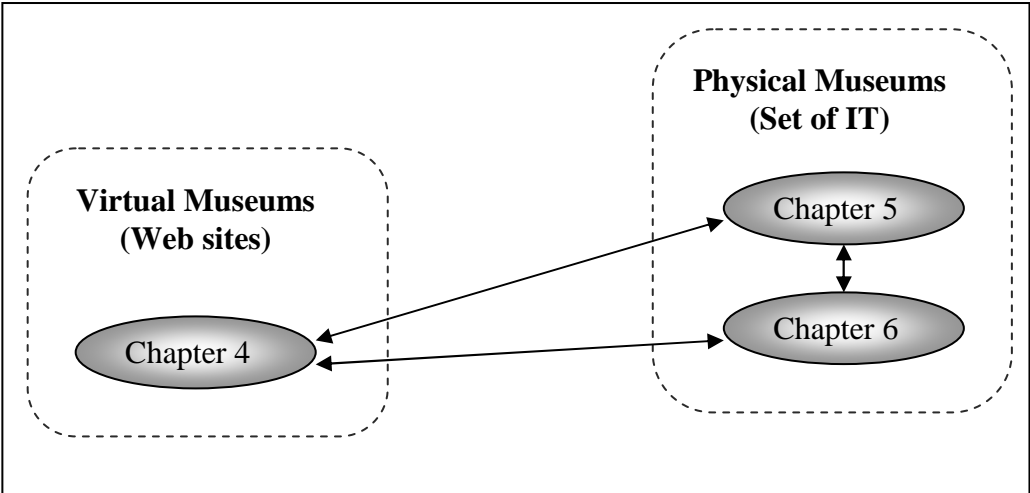 Virtual Museums
(Web sites)
Chapter 4
Physical Museums
(Set of IT)
Chapter 5
Chapter 6